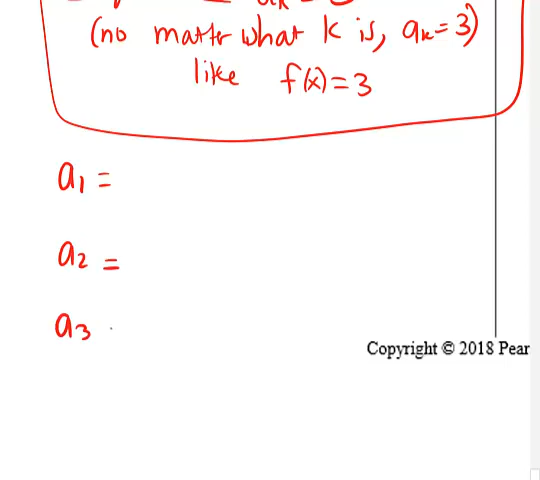 (no matter what k is, aₖ = 3)
like f(x) = 3
a₁ =
a₂ =
a₃
Copyright © 2018 Pear